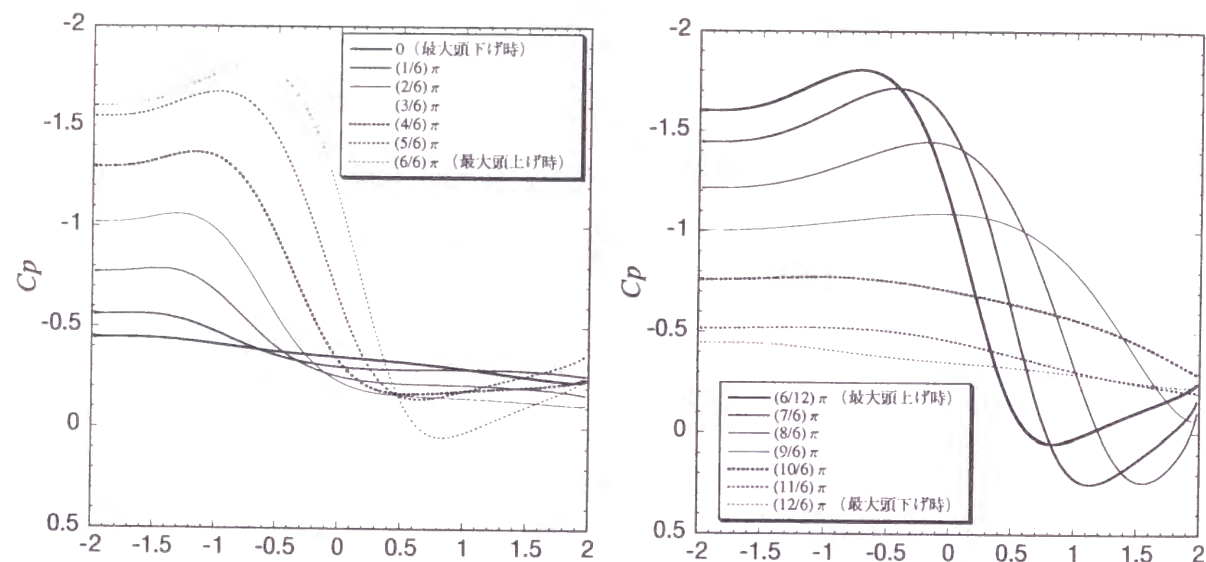 -2
-1.5
-1
-0.5
0
0.5
Cp
0（最大頭下げ時）
(1/6)π
(2/6)π
(3/6)π
(4/6)π
(5/6)π
(6/6)π（最大頭上げ時）
-2 -1.5 -1 -0.5 0 0.5 1 1.5 2
-2
-1.5
-1
-0.5
0
0.5
Cp
(6/12)π（最大頭上げ時）
(7/6)π
(8/6)π
(9/6)π
(10/6)π
(11/6)π
(12/6)π（最大頭下げ時）
-2 -1.5 -1 -0.5 0 0.5 1 1.5 2